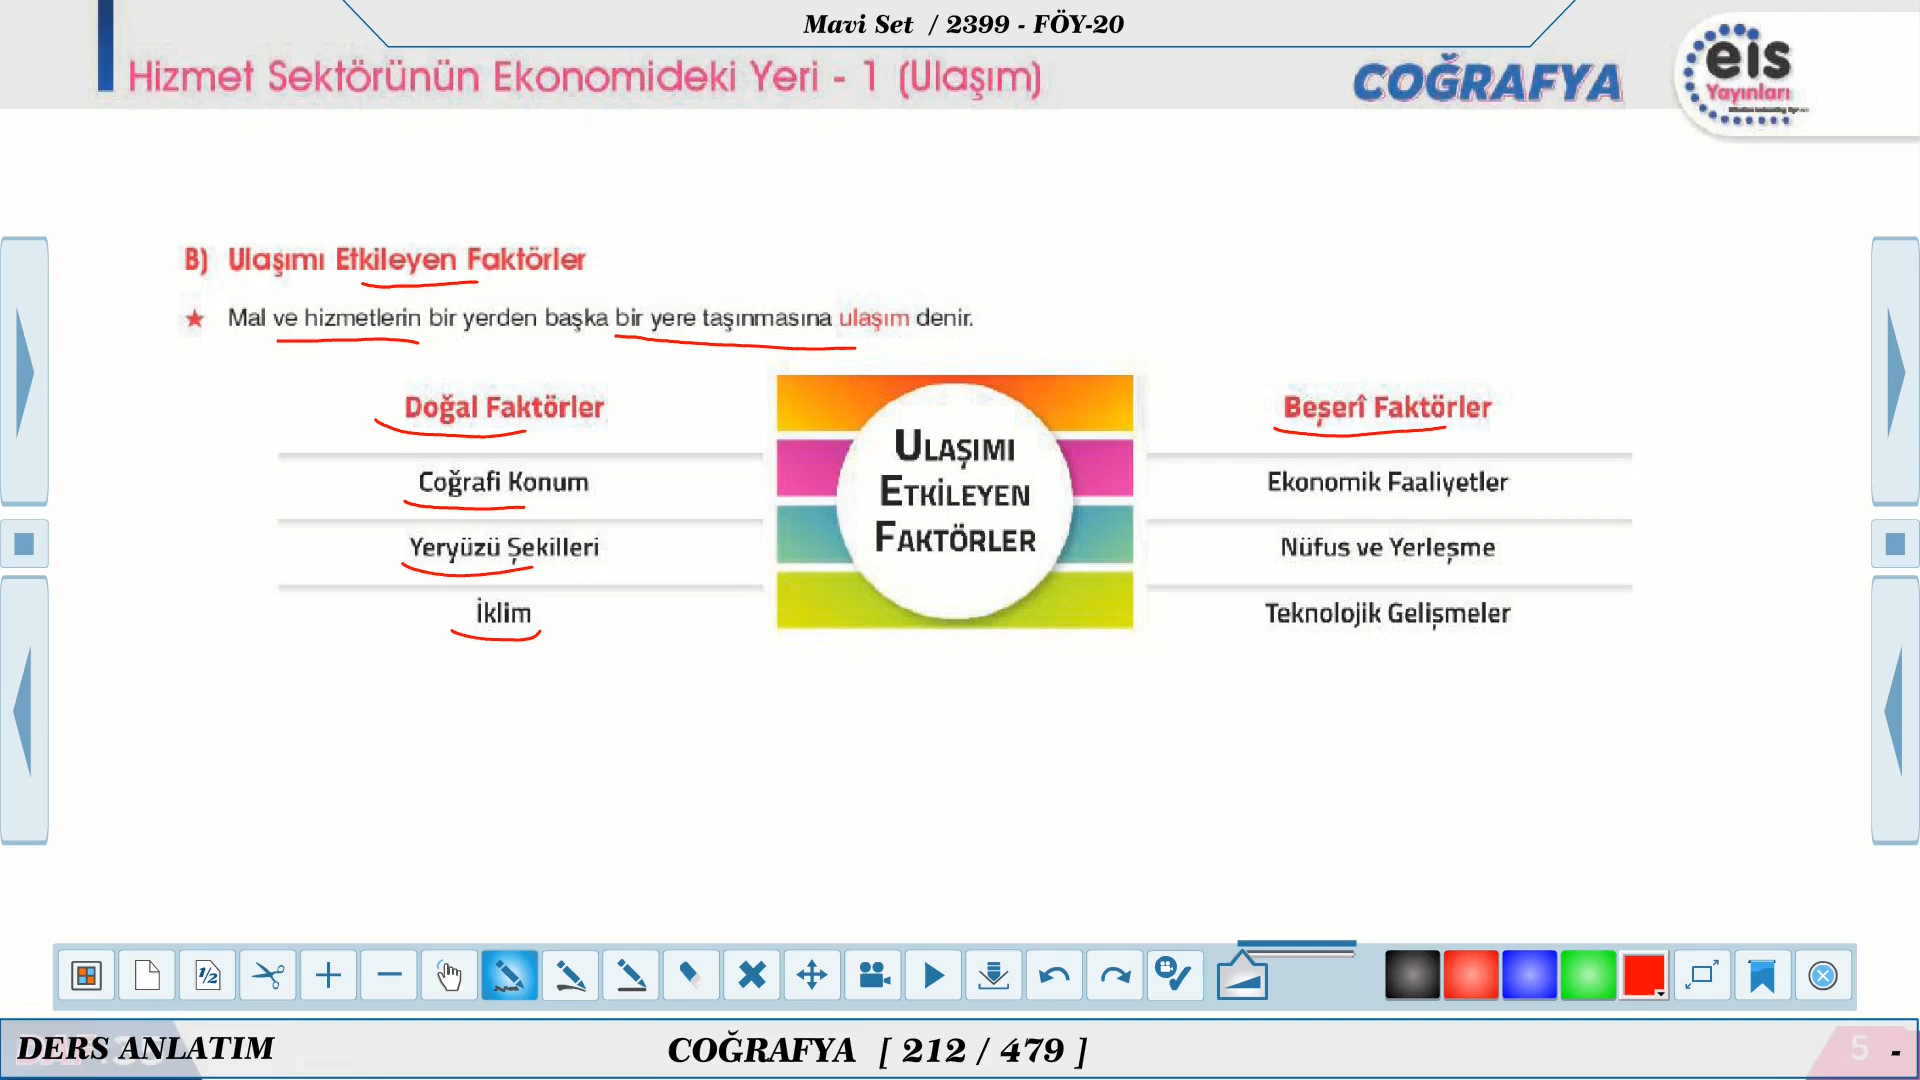 Mavi Set / 2399 - FÖY-20
Hizmet Sektörünün Ekonomideki Yeri - 1 (Ulaşım)
COĞRAFYA
eis
Yayınları
B) Ulaşımı Etkileyen Faktörler
★ Mal ve hizmetlerin bir yerden başka bir yere taşınmasına ulaşım denir.
Doğal Faktörler
Coğrafi Konum
Yeryüzü Şekilleri
İklim
ULAŞIMI
ETKİLEYEN
FAKTÖRLER
Beşerî Faktörler
Ekonomik Faaliyetler
Nüfus ve Yerleşme
Teknolojik Gelişmeler
1/2
DERS ANLATIM
COĞRAFYA [ 212 / 479 ]
5 -